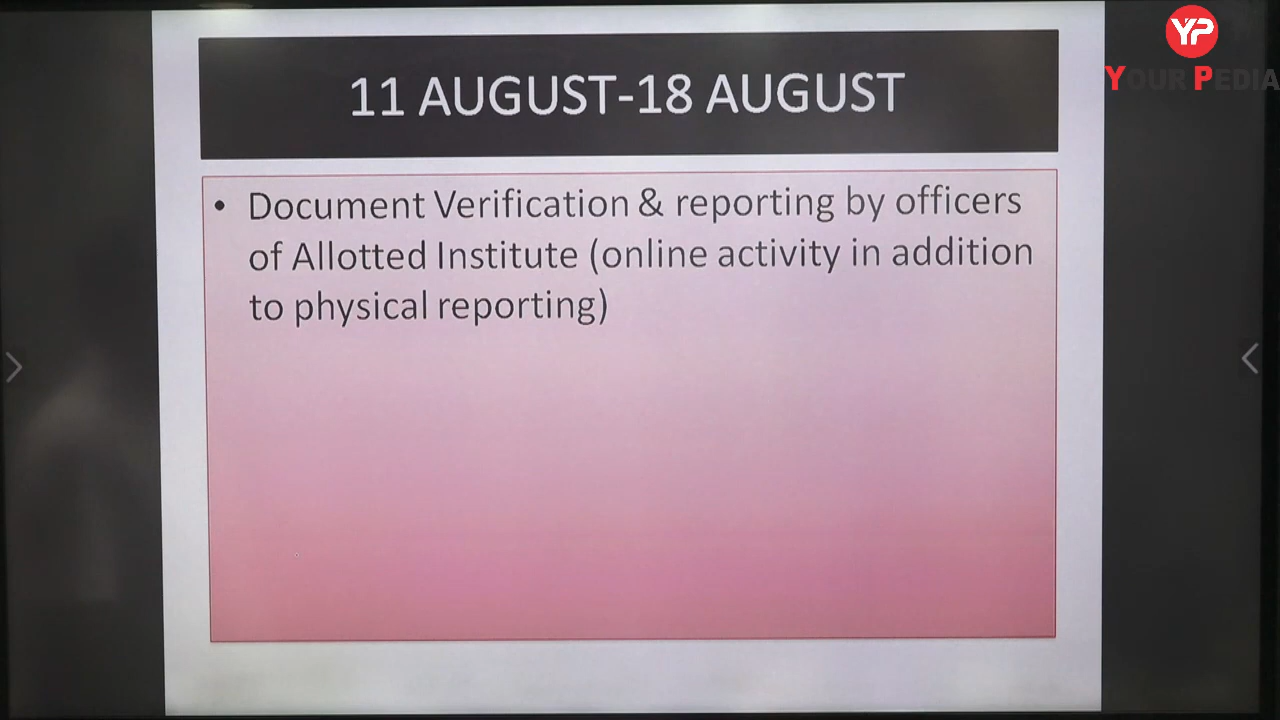 YP
YOUR PEDIA
11 AUGUST-18 AUGUST
• Document Verification & reporting by officers
of Allotted Institute (online activity in addition
to physical reporting)